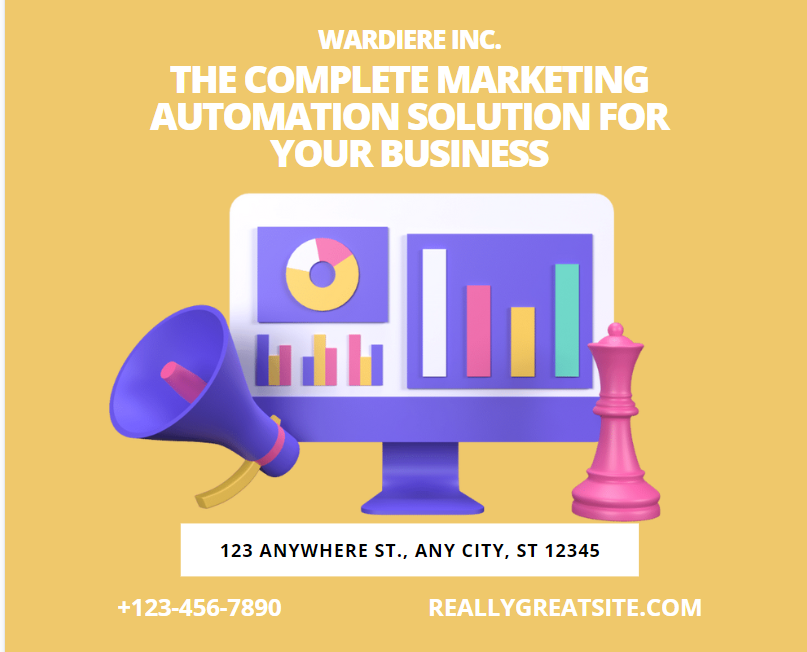 WARDIERE INC.
THE COMPLETE MARKETING
AUTOMATION SOLUTION FOR
YOUR BUSINESS
123 ANYWHERE ST., ANY CITY, ST 12345
+123-456-7890
REALLYGREATSITE.COM